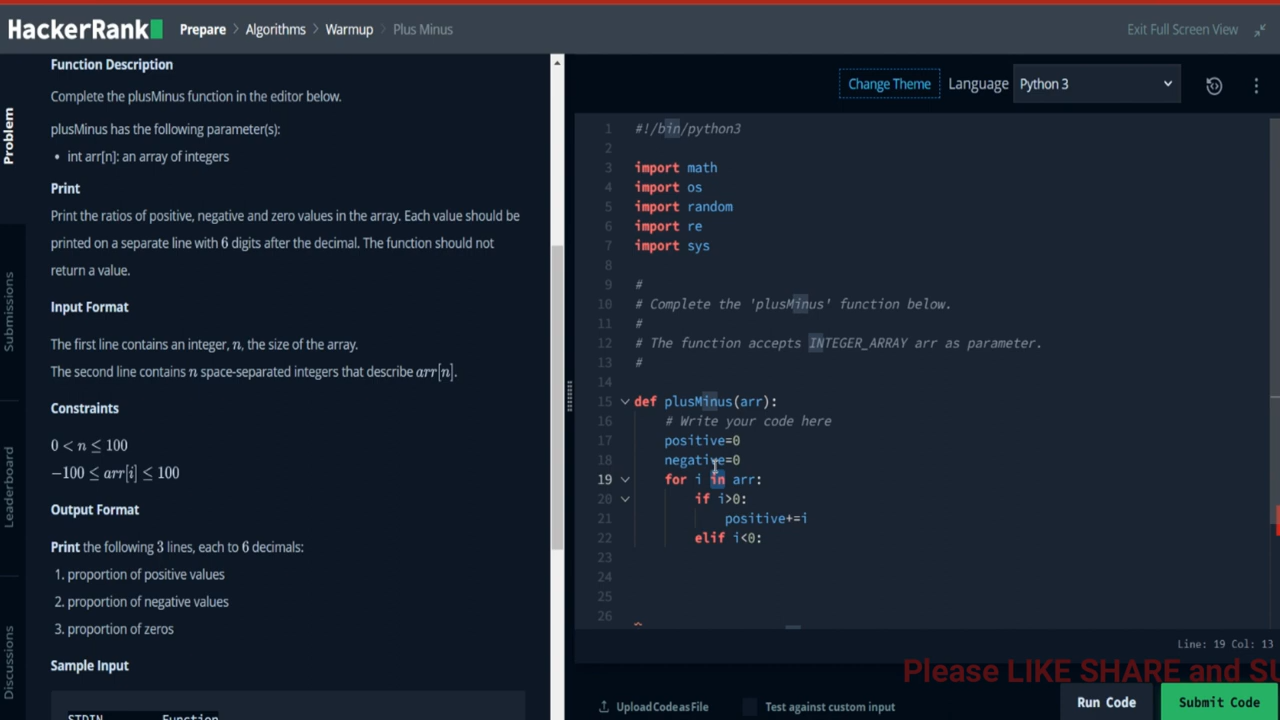 HackerRank
Prepare > Algorithms > Warmup > Plus Minus
Exit Full Screen View
Problem
Submissions
Leaderboard
Discussions
Function Description
Complete the plusMinus function in the editor below.
plusMinus has the following parameter(s):
• int arr[n]: an array of integers
Print
Print the ratios of positive, negative and zero values in the array. Each value should be
printed on a separate line with 6 digits after the decimal. The function should not
return a value.
Input Format
The first line contains an integer, n, the size of the array.
The second line contains n space-separated integers that describe arr[n].
Constraints
0 < n ≤ 100
−100 ≤ arr[i] ≤ 100
Output Format
Print the following 3 lines, each to 6 decimals:
1. proportion of positive values
2. proportion of negative values
3. proportion of zeros
Sample Input
STDIN Function
Change Theme Language Python 3
1 #!/bin/python3
2
3 import math
4 import os
5 import random
6 import re
7 import sys
8
9 #
10 # Complete the 'plusMinus' function below.
11 #
12 # The function accepts INTEGER_ARRAY arr as parameter.
13 #
14
15 def plusMinus(arr):
16 # Write your code here
17 positive=0
18 negative=0
19 for i in arr:
20 if i>0:
21 positive+=i
22 elif i<0:
23
24
25
26
Line: 19 Col: 13
Please LIKE SHARE and SU
Upload Code as File
Test against custom input
Run Code
Submit Code